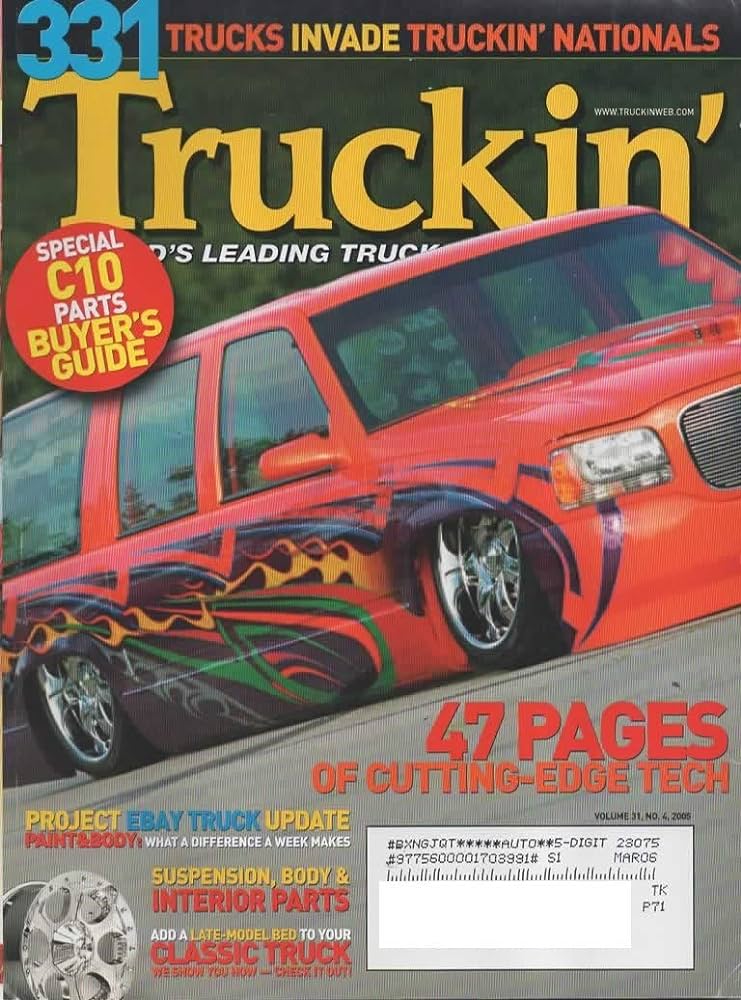 331 TRUCKS INVADE TRUCKIN' NATIONALS
Truckin'
WWW.TRUCKINWEB.COM
D'S LEADING TRUCK
SPECIAL
C10
PARTS
BUYER'S
GUIDE
47 PAGES
OF CUTTING-EDGE TECH
VOLUME 31, NO. 4, 2005
PROJECT EBAY TRUCK UPDATE
PAINT&BODY: WHAT A DIFFERENCE A WEEK MAKES
SUSPENSION, BODY &
INTERIOR PARTS
ADD A LATE-MODEL BED TO YOUR
CLASSIC TRUCK
WE SHOW YOU HOW — CHECK IT OUT!
#BXNGJQT*****AUTO**5-DIGIT 23075
#3775600001703991# S1 MAR06
TK
P71